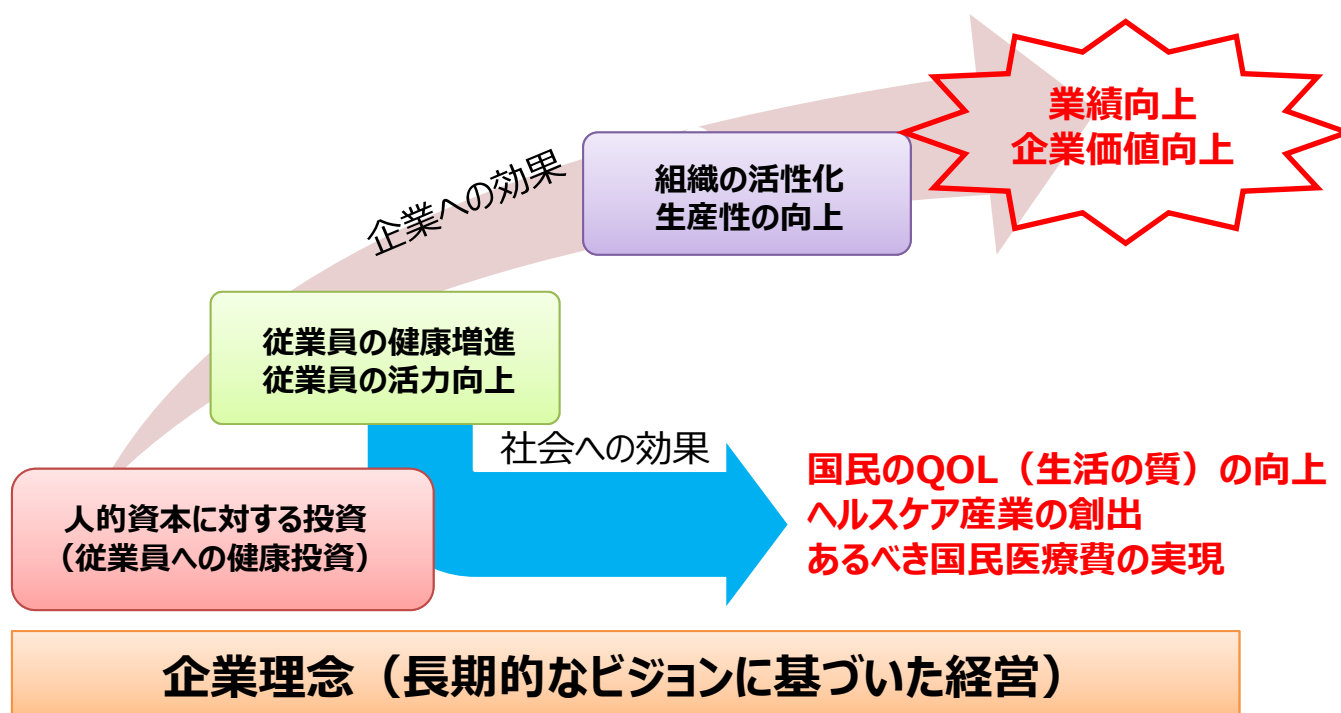 業績向上
企業価値向上
企業への効果
組織の活性化
生産性の向上
従業員の健康増進
従業員の活力向上
社会への効果
人的資本に対する投資
（従業員への健康投資）
国民のQOL（生活の質）の向上
ヘルスケア産業の創出
あるべき国民医療費の実現
企業理念（長期的なビジョンに基づいた経営）